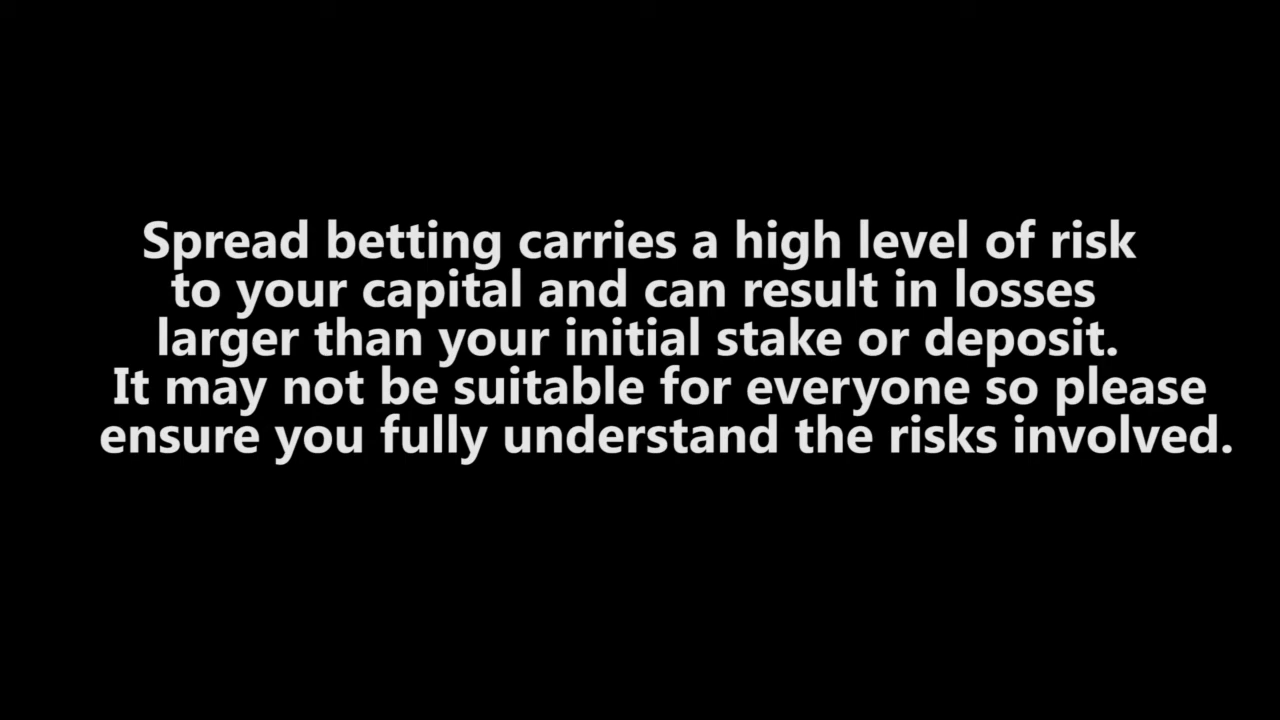 Spread betting carries a high level of risk
to your capital and can result in losses
larger than your initial stake or deposit.
It may not be suitable for everyone so please
ensure you fully understand the risks involved.